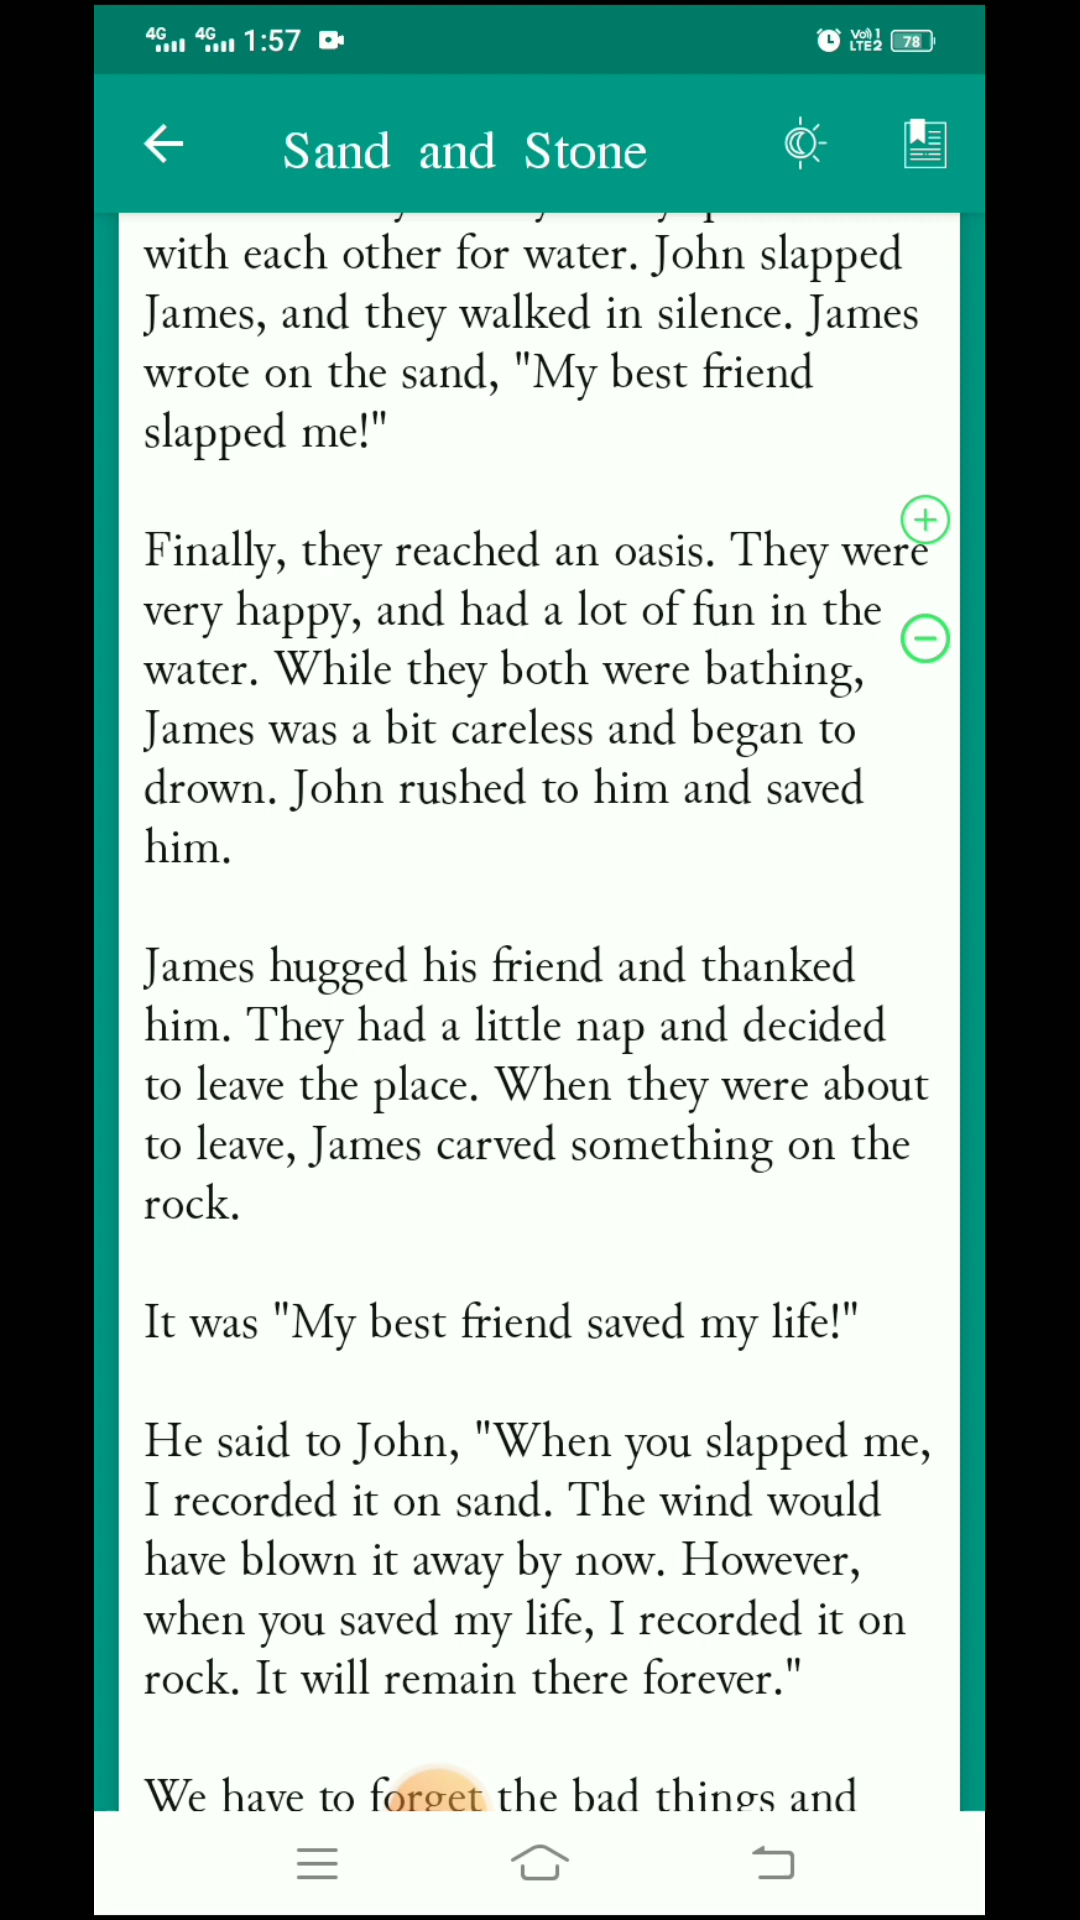 4G 4G 1:57 Vo) 1 LTE2 78
Sand and Stone
with each other for water. John slapped
James, and they walked in silence. James
wrote on the sand, "My best friend
slapped me!"
Finally, they reached an oasis. They were
very happy, and had a lot of fun in the
water. While they both were bathing,
James was a bit careless and began to
drown. John rushed to him and saved
him.
James hugged his friend and thanked
him. They had a little nap and decided
to leave the place. When they were about
to leave, James carved something on the
rock.
It was "My best friend saved my life!"
He said to John, "When you slapped me,
I recorded it on sand. The wind would
have blown it away by now. However,
when you saved my life, I recorded it on
rock. It will remain there forever."
We have to forget the bad things and